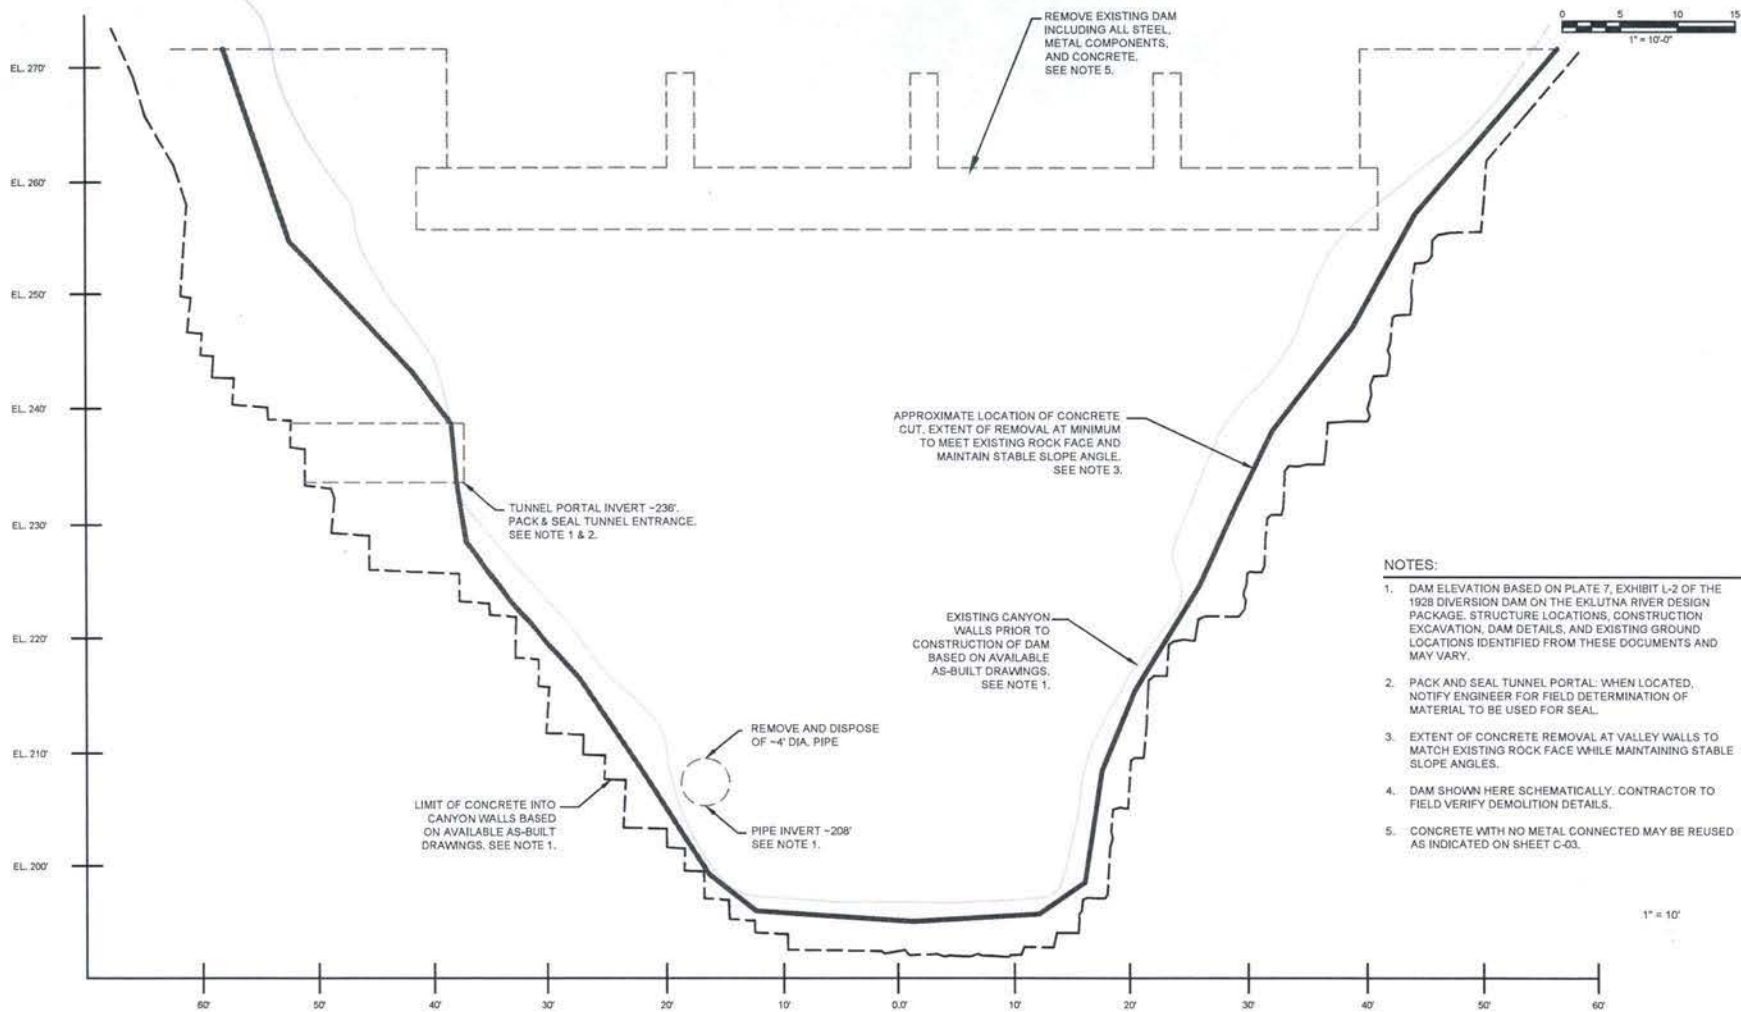 REMOVE EXISTING DAM
INCLUDING ALL STEEL,
METAL COMPONENTS,
AND CONCRETE.
SEE NOTE 5.
0 5 10 15
1" = 10'-0"
EL. 270'
EL. 260'
EL. 250'
EL. 240'
EL. 230'
EL. 220'
EL. 210'
EL. 200'
APPROXIMATE LOCATION OF CONCRETE
CUT, EXTENT OF REMOVAL AT MINIMUM
TO MEET EXISTING ROCK FACE AND
MAINTAIN STABLE SLOPE ANGLE.
SEE NOTE 3.
TUNNEL PORTAL INVERT ~236'.
PACK & SEAL TUNNEL ENTRANCE.
SEE NOTE 1 & 2.
EXISTING CANYON
WALLS PRIOR TO
CONSTRUCTION OF DAM
BASED ON AVAILABLE
AS-BUILT DRAWINGS.
SEE NOTE 1.
REMOVE AND DISPOSE
OF ~4' DIA. PIPE
LIMIT OF CONCRETE INTO
CANYON WALLS BASED
ON AVAILABLE AS-BUILT
DRAWINGS. SEE NOTE 1.
PIPE INVERT ~208'
SEE NOTE 1.
NOTES:
1. DAM ELEVATION BASED ON PLATE 7, EXHIBIT L-2 OF THE
1928 DIVERSION DAM ON THE EKLUTNA RIVER DESIGN
PACKAGE. STRUCTURE LOCATIONS, CONSTRUCTION
EXCAVATION, DAM DETAILS, AND EXISTING GROUND
LOCATIONS IDENTIFIED FROM THESE DOCUMENTS AND
MAY VARY.
2. PACK AND SEAL TUNNEL PORTAL: WHEN LOCATED,
NOTIFY ENGINEER FOR FIELD DETERMINATION OF
MATERIAL TO BE USED FOR SEAL.
3. EXTENT OF CONCRETE REMOVAL AT VALLEY WALLS TO
MATCH EXISTING ROCK FACE WHILE MAINTAINING STABLE
SLOPE ANGLES.
4. DAM SHOWN HERE SCHEMATICALLY. CONTRACTOR TO
FIELD VERIFY DEMOLITION DETAILS.
5. CONCRETE WITH NO METAL CONNECTED MAY BE REUSED
AS INDICATED ON SHEET C-03.
1" = 10'
60' 50' 40' 30' 20' 10' 0.0' 10' 20' 30' 40' 50' 60'